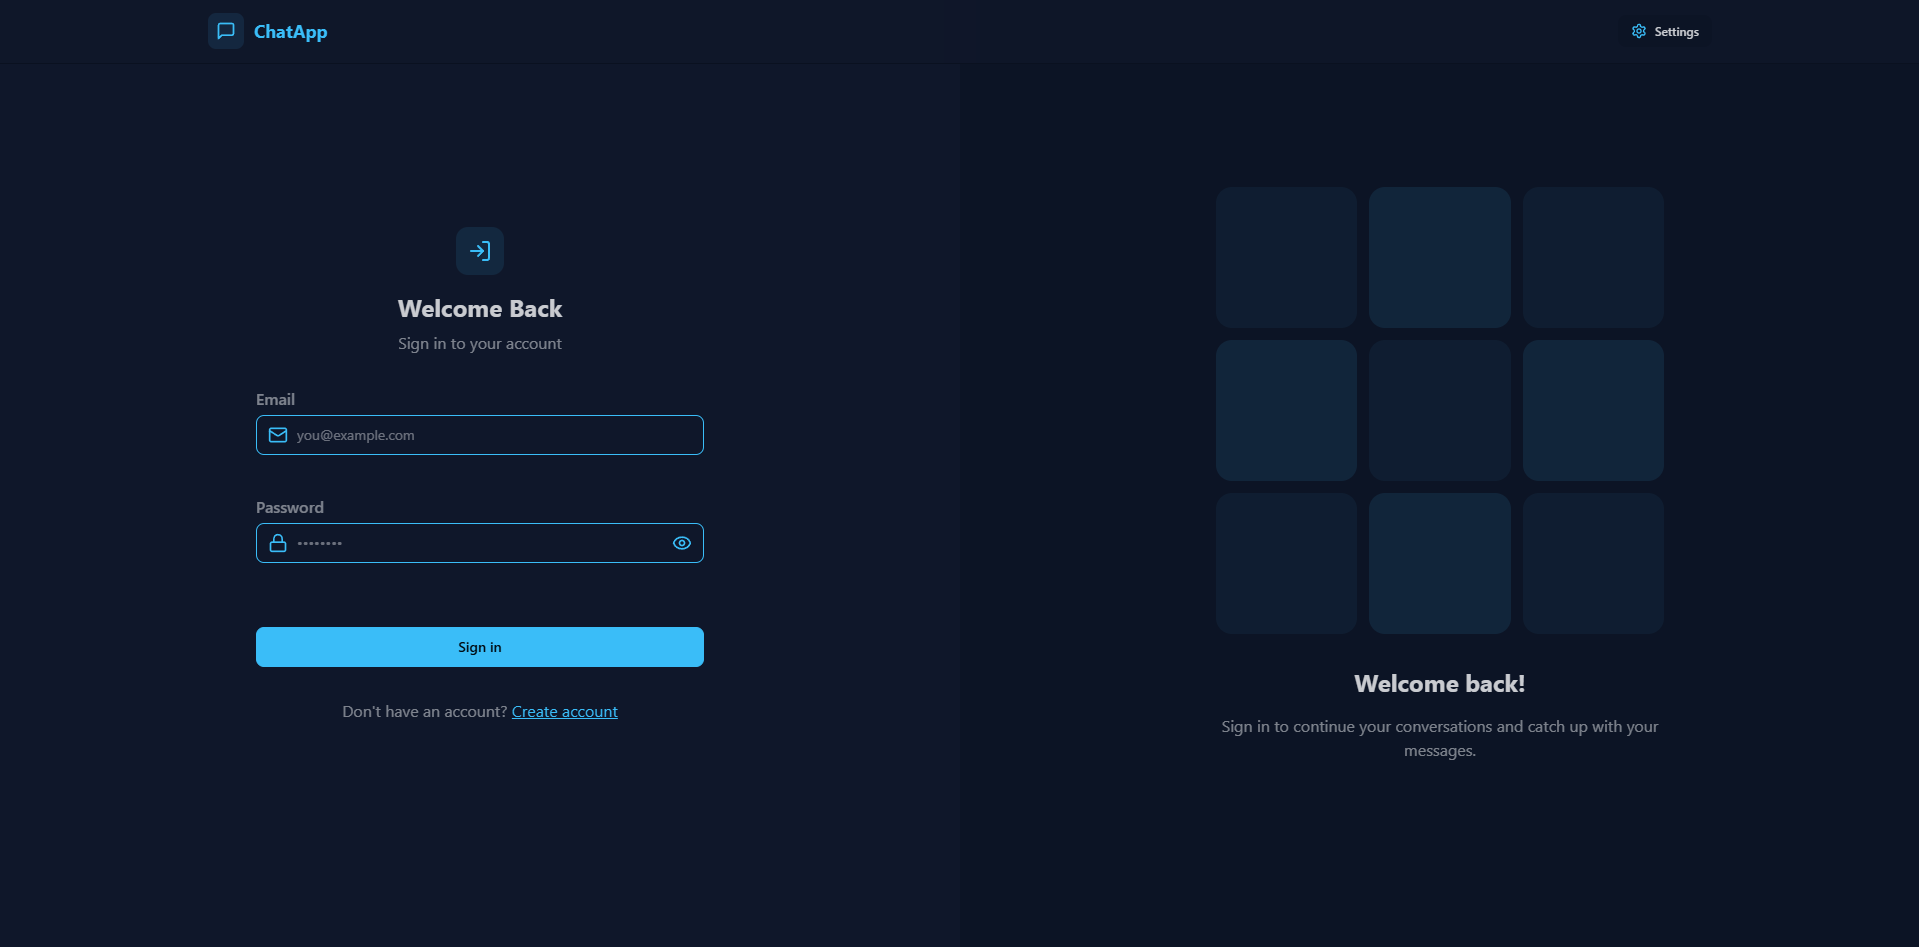 ChatApp
Settings
Welcome Back
Sign in to your account
Email
you@example.com
Password
••••••••
Sign in
Don't have an account? Create account
Welcome back!
Sign in to continue your conversations and catch up with your
messages.